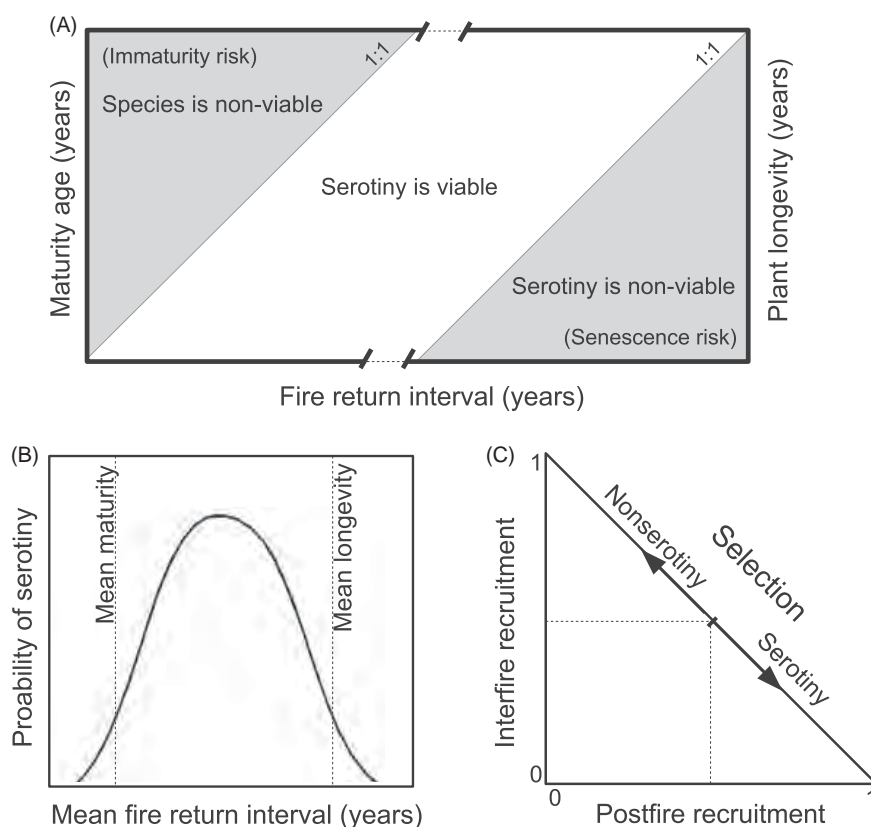 (A)
(Immaturity risk)
1:1
1:1
Species is non-viable
Serotiny is viable
Serotiny is non-viable
(Senescence risk)
Maturity age (years)
Plant longevity (years)
Fire return interval (years)
(B)
Mean maturity
Mean longevity
Proability of serotiny
Mean fire return interval (years)
(C)
1
Nonserotiny
Selection
Serotiny
Interfire recruitment
0
0
1
Postfire recruitment